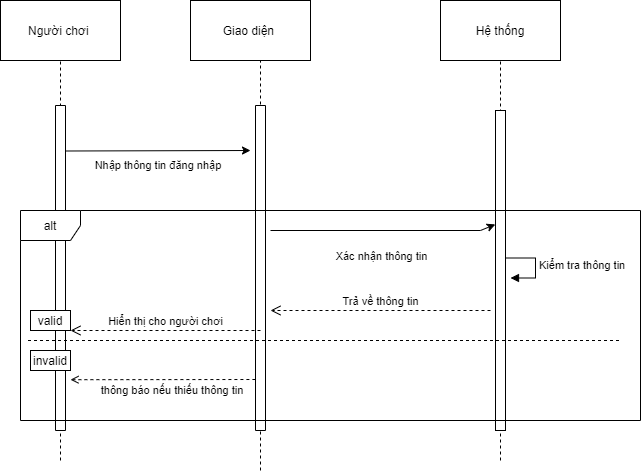 Người chơi
Giao diện
Hệ thống
Nhập thông tin đăng nhập
alt
Xác nhận thông tin
Kiểm tra thông tin
Trả về thông tin
valid
Hiển thị cho người chơi
invalid
thông báo nếu thiếu thông tin